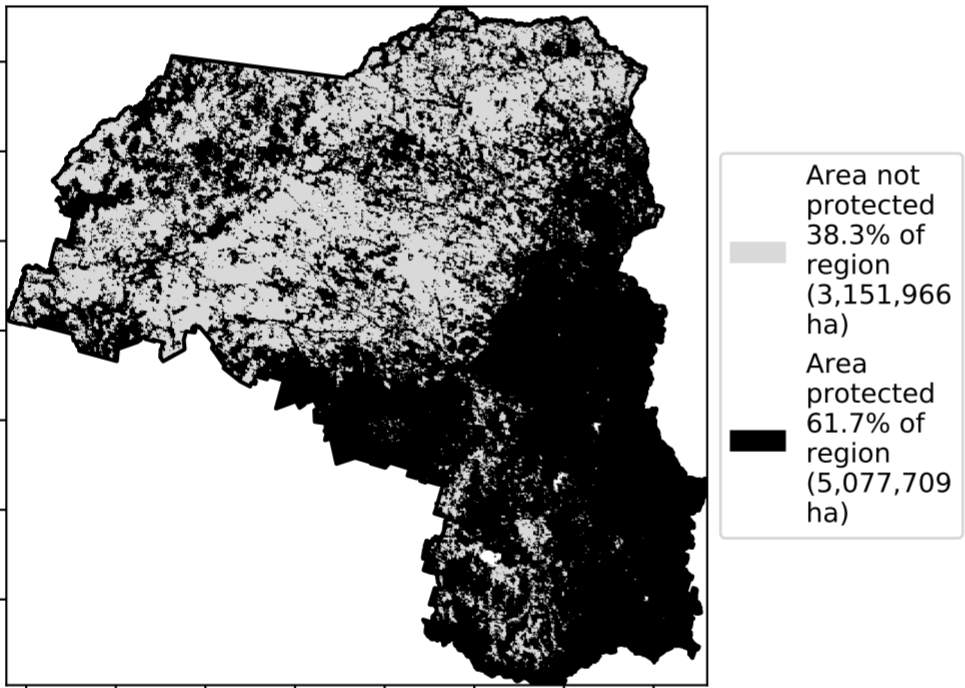 Area not
protected
38.3% of
region
(3,151,966
ha)
Area
protected
61.7% of
region
(5,077,709
ha)